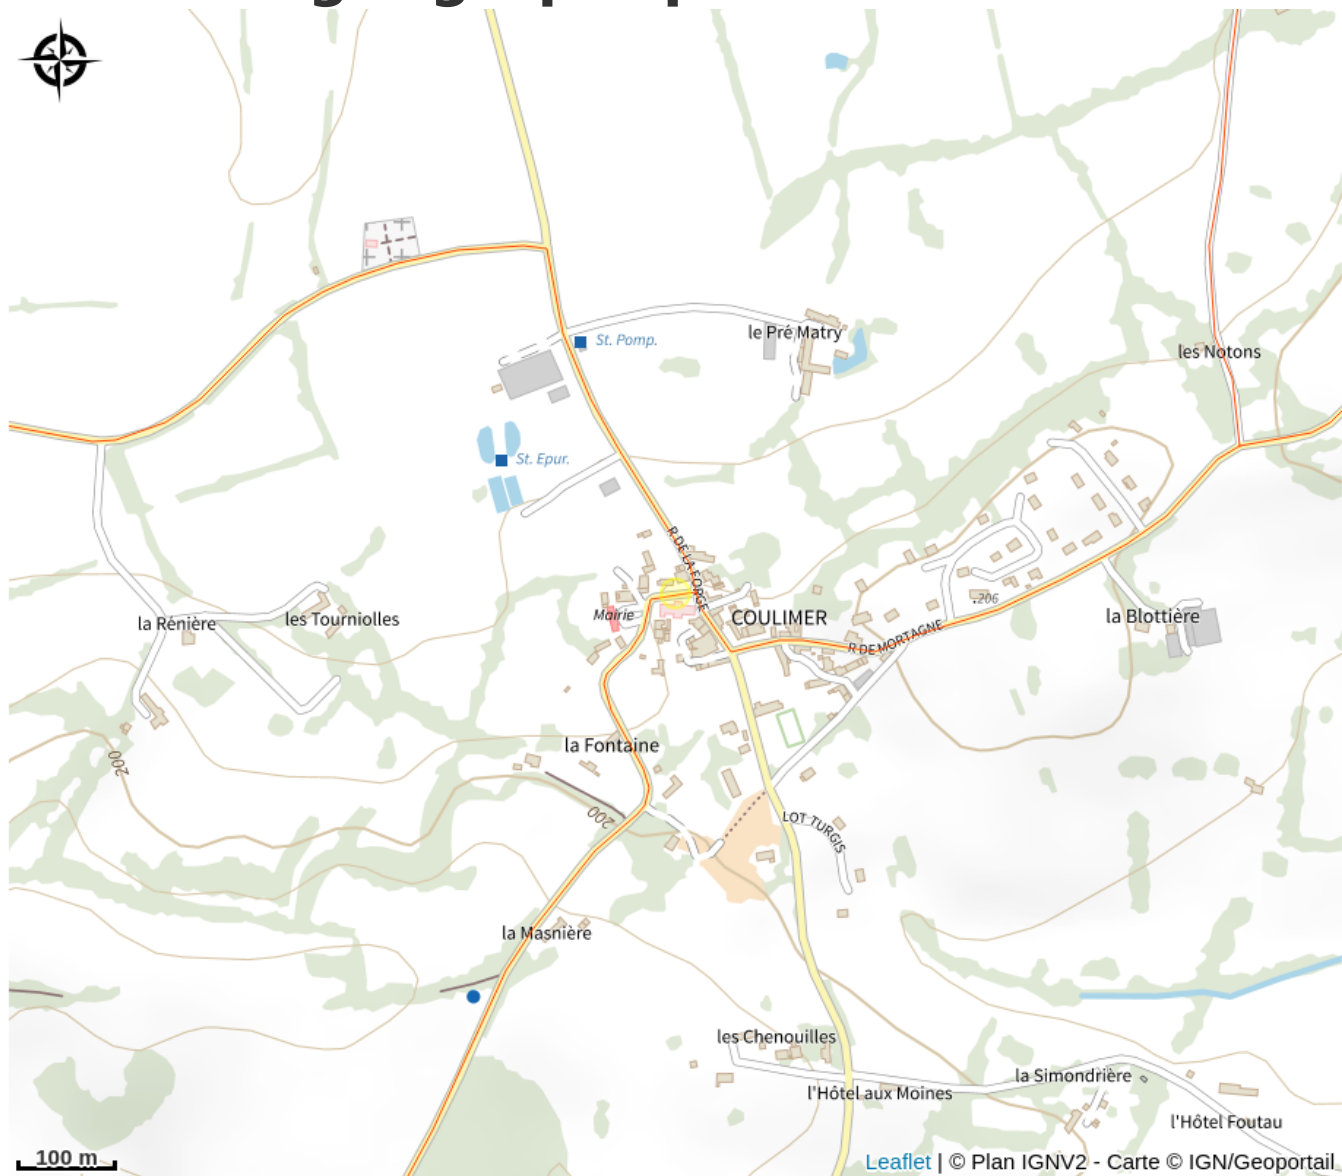 le Pré Matry
St. Pomp.
les Notons
St. Epur.
R DE LA FORGE
Mairie
COULIMER
206
la Blottière
R DE MORTAGNE
la Rénière
les Tourniolles
la Fontaine
200
200
LOT TURGIS
la Masnière
les Chenouilles
la Simondrière
l'Hôtel aux Moines
l'Hôtel Foutau
100 m
Leaflet | © Plan IGNV2 - Carte © IGN/Geoportail